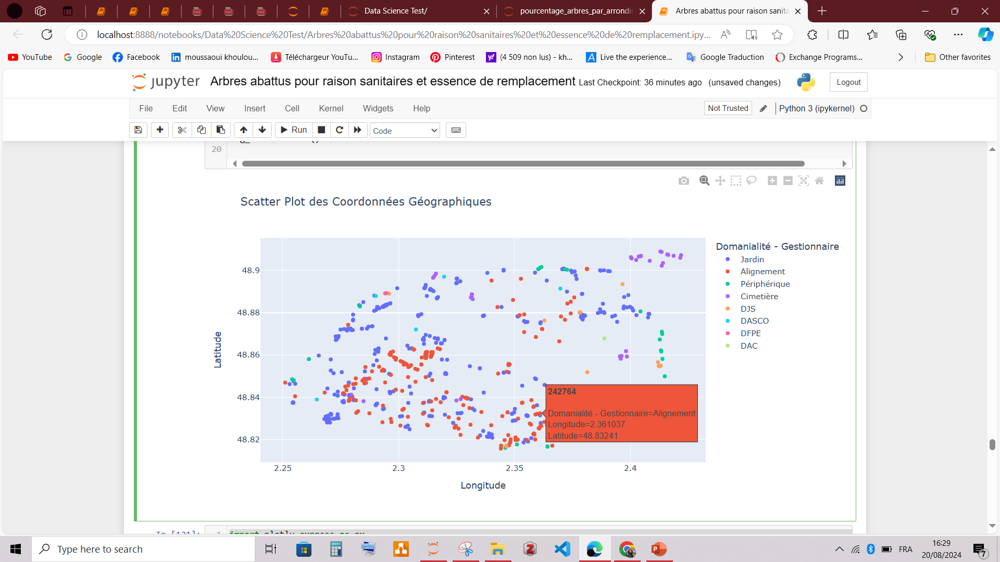 Data Science Test/
pourcentage_arbres_par_arrondis
Arbres abattus pour raison sanita
localhost:8888/notebooks/Data%20Science%20Test/Arbres%20abattus%20pour%20raison%20sanitaires%20et%20essence%20de%20remplacement.ipy...
YouTube
Google
Facebook
moussaoui khoulou...
Téléchargeur YouTu...
Instagram
Pinterest
(4 509 non lus) - kh...
Live the experience...
Google Traduction
Exchange Programs...
Other favorites
jupyter Arbres abattus pour raison sanitaires et essence de remplacement Last Checkpoint: 36 minutes ago (unsaved changes)
Logout
File Edit View Insert Cell Kernel Widgets Help
Not Trusted
Python 3 (ipykernel)
Run
Code
20
Scatter Plot des Coordonnées Géographiques
Domanialité - Gestionnaire
Jardin
Alignement
Périphérique
Cimetière
DJS
DASCO
DFPE
DAC
48.9
48.88
48.86
48.84
48.82
Latitude
242764
Domanialité - Gestionnaire=Alignement
Longitude=2.361037
Latitude=48.83241
2.25 2.3 2.35 2.4
Longitude
In [121]:
1 import plotly.express as px
Type here to search
FRA
16:29
20/08/2024
7